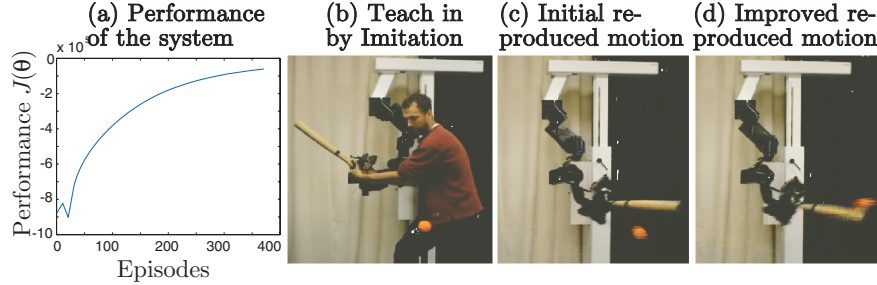 (a) Performance
of the system
(b) Teach in
by Imitation
(c) Initial re-
produced motion
(d) Improved re-
produced motion
0
-2
-4
-6
-8
-10
Performance J(θ)
0
100
200
300
400
Episodes